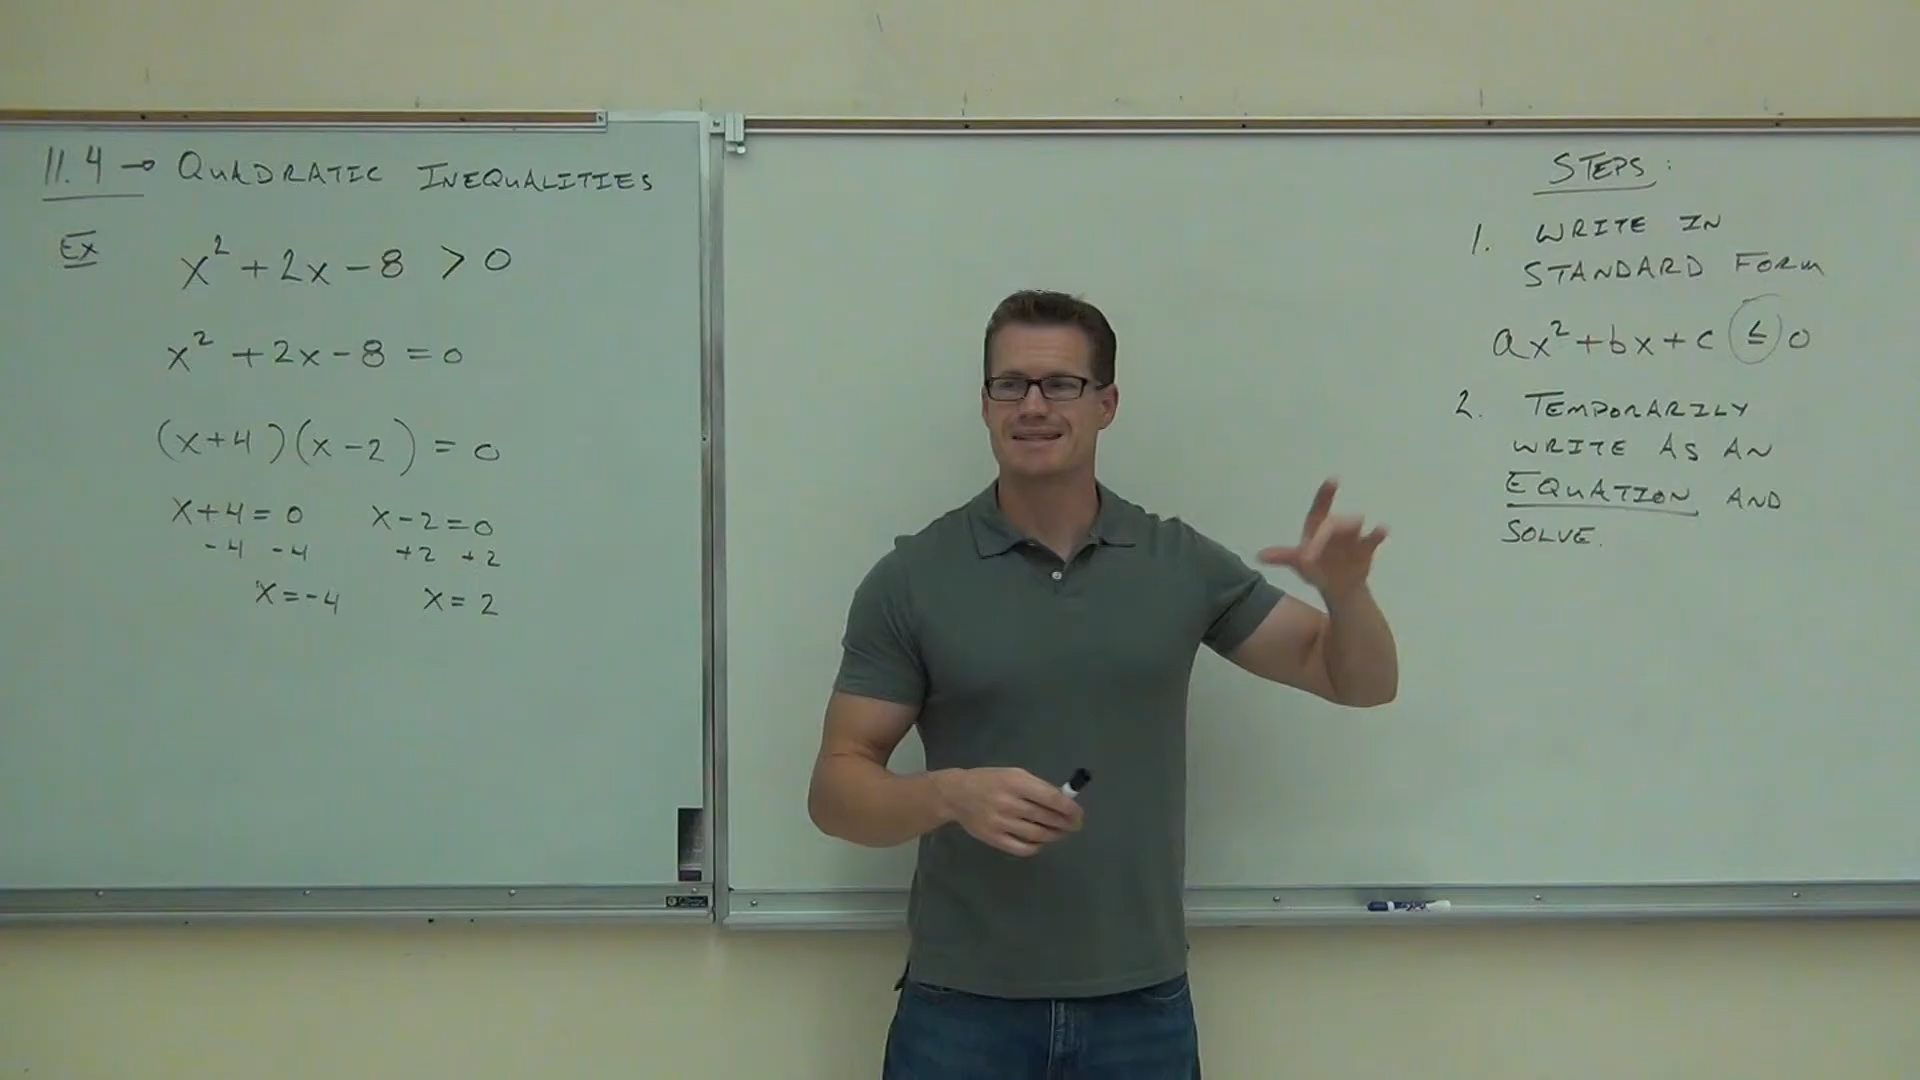 11.4 → QUADRATIC INEQUALITIES
Ex
x² + 2x - 8 > 0
x² + 2x - 8 = 0
(x+4)(x-2) = 0
x+4=0 x-2=0
-4 -4 +2 +2
x=-4 x=2
STEPS:
1. WRITE IN
STANDARD FORM
ax²+bx+c ≤ 0
2. TEMPORARILY
WRITE AS AN
EQUATION AND
SOLVE.